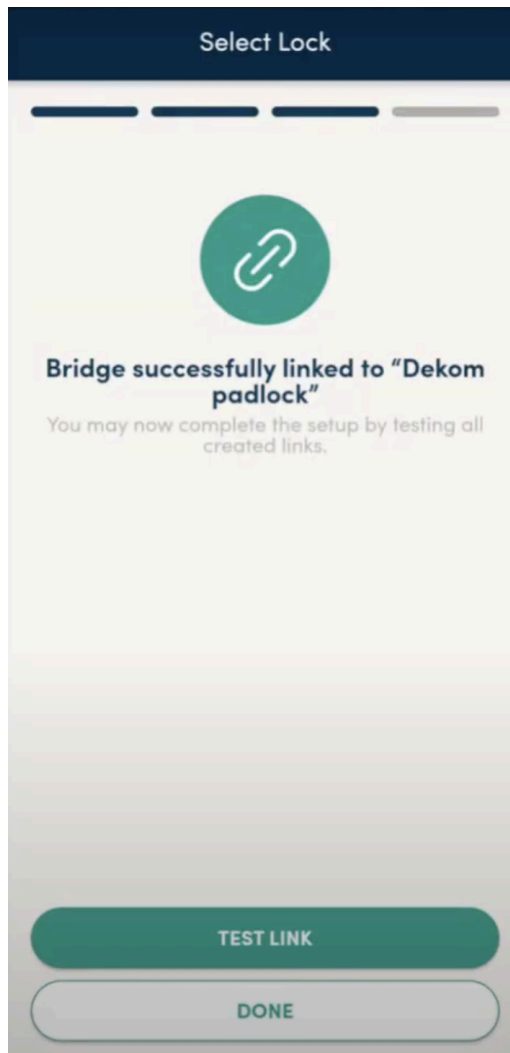 Select Lock
Bridge successfully linked to “Dekom
padlock”
You may now complete the setup by testing all
created links.
TEST LINK
DONE